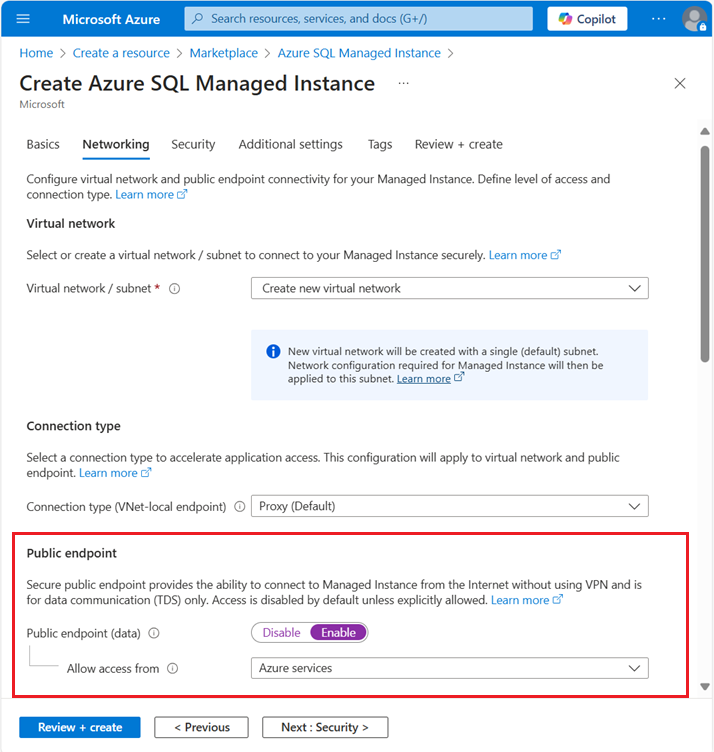 Microsoft Azure
Search resources, services, and docs (G+/)
Copilot
Home > Create a resource > Marketplace > Azure SQL Managed Instance >
Create Azure SQL Managed Instance ...
Microsoft
Basics Networking Security Additional settings Tags Review + create
Configure virtual network and public endpoint connectivity for your Managed Instance. Define level of access and
connection type. Learn more
Virtual network
Select or create a virtual network / subnet to connect to your Managed Instance securely. Learn more
Virtual network / subnet *
Create new virtual network
New virtual network will be created with a single (default) subnet.
Network configuration required for Managed Instance will then be
applied to this subnet. Learn more
Connection type
Select a connection type to accelerate application access. This configuration will apply to virtual network and public
endpoint. Learn more
Connection type (VNet-local endpoint)
Proxy (Default)
Public endpoint
Secure public endpoint provides the ability to connect to Managed Instance from the Internet without using VPN and is
for data communication (TDS) only. Access is disabled by default unless explicitly allowed. Learn more
Public endpoint (data)
Disable Enable
Allow access from
Azure services
Review + create
< Previous
Next : Security >